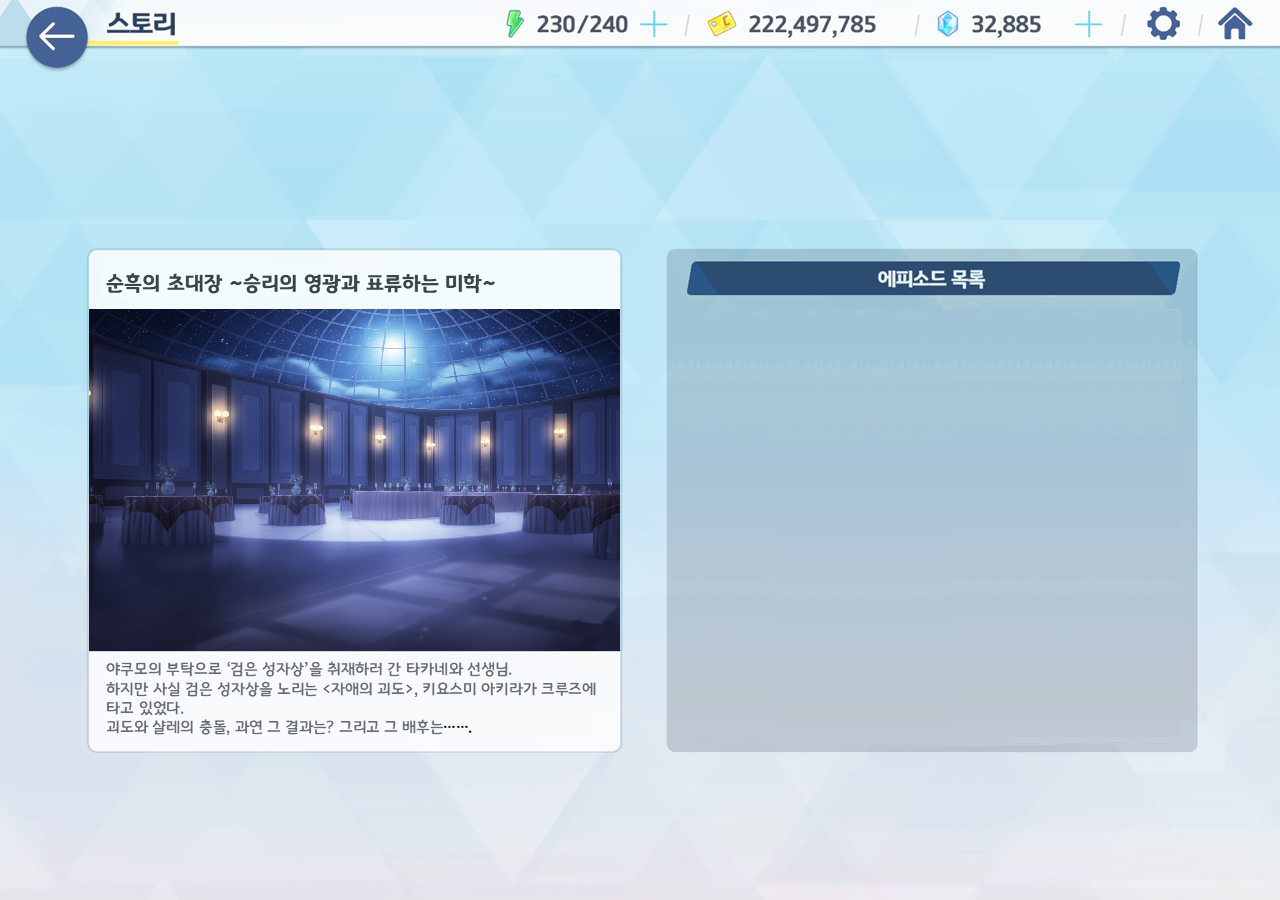 스토리
230/240
222,497,785
32,885
순흑의 초대장 ~승리의 영광과 표류하는 미학~
에피소드 목록
야쿠모의 부탁으로 ‘검은 성자상’을 취재하러 간 타카네와 선생님.
하지만 사실 검은 성자상을 노리는 <자애의 괴도>, 키요스미 아키라가 크루즈에
타고 있었다.
괴도와 샬레의 충돌, 과연 그 결과는? 그리고 그 배후는…….